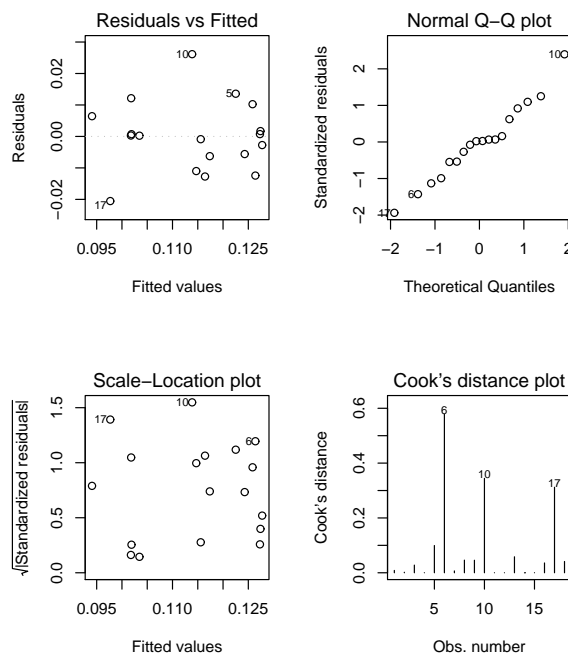 Residuals vs Fitted
Residuals
0.02
0.00
−0.02
10
5
17
0.095 0.110 0.125
Fitted values
Normal Q−Q plot
Standardized residuals
2
1
0
−1
−2
10
6
17
−1 0 1 2
Theoretical Quantiles
Scale−Location plot
√|Standardized residuals|
1.5
1.0
0.5
0.0
10
17
6
0.095 0.110 0.125
Fitted values
Cook's distance plot
Cook's distance
0.6
0.4
0.2
0.0
6
10
17
5 10 15
Obs. number